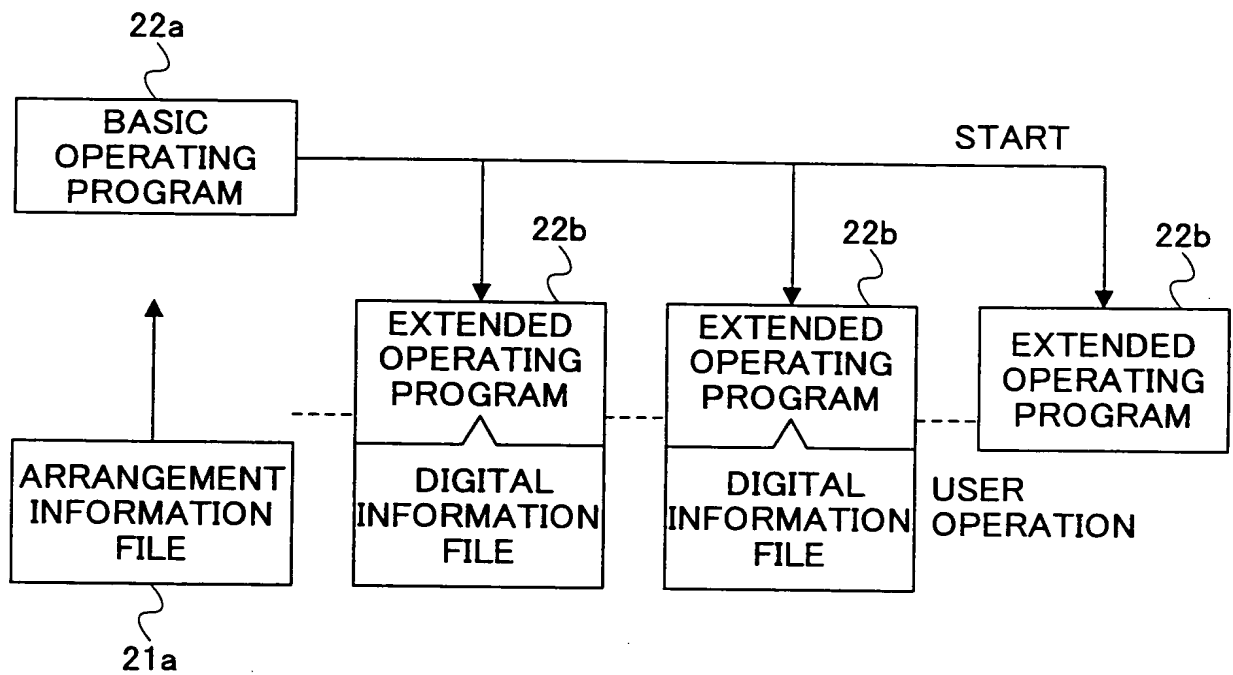 22a
BASIC
OPERATING
PROGRAM
START
22b
22b
22b
EXTENDED
OPERATING
PROGRAM
EXTENDED
OPERATING
PROGRAM
EXTENDED
OPERATING
PROGRAM
ARRANGEMENT
INFORMATION
FILE
DIGITAL
INFORMATION
FILE
DIGITAL
INFORMATION
FILE
USER
OPERATION
21a